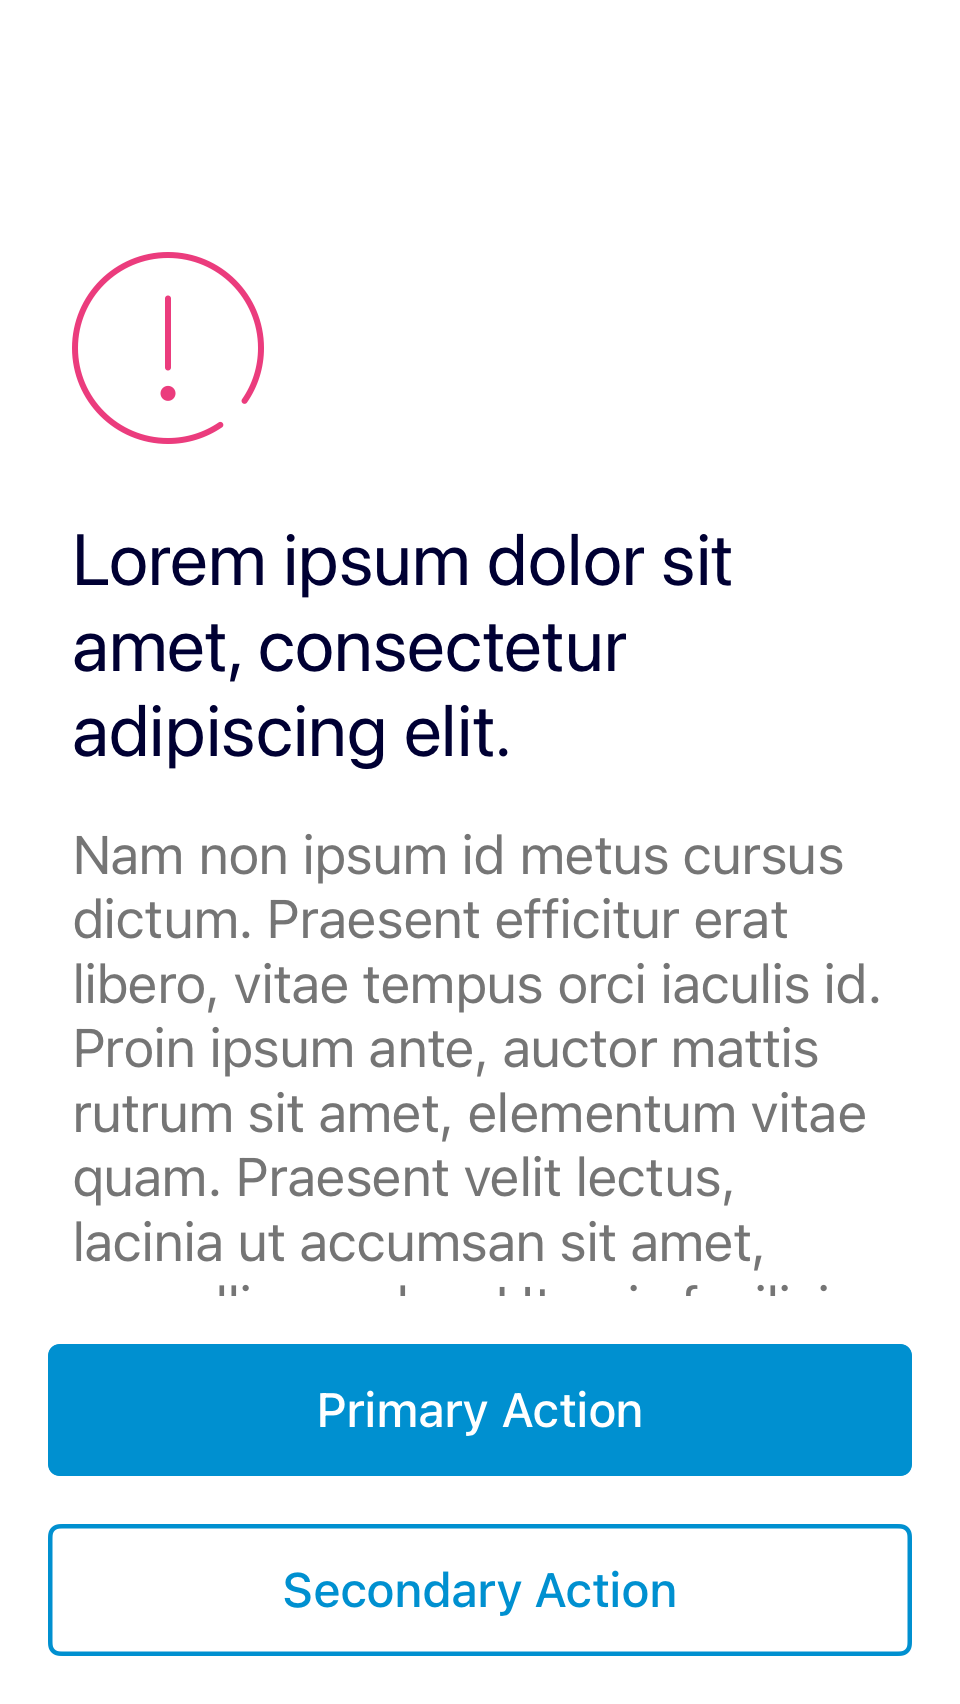 Lorem ipsum dolor sit
amet, consectetur
adipiscing elit.
Nam non ipsum id metus cursus
dictum. Praesent efficitur erat
libero, vitae tempus orci iaculis id.
Proin ipsum ante, auctor mattis
rutrum sit amet, elementum vitae
quam. Praesent velit lectus,
lacinia ut accumsan sit amet,
Primary Action
Secondary Action